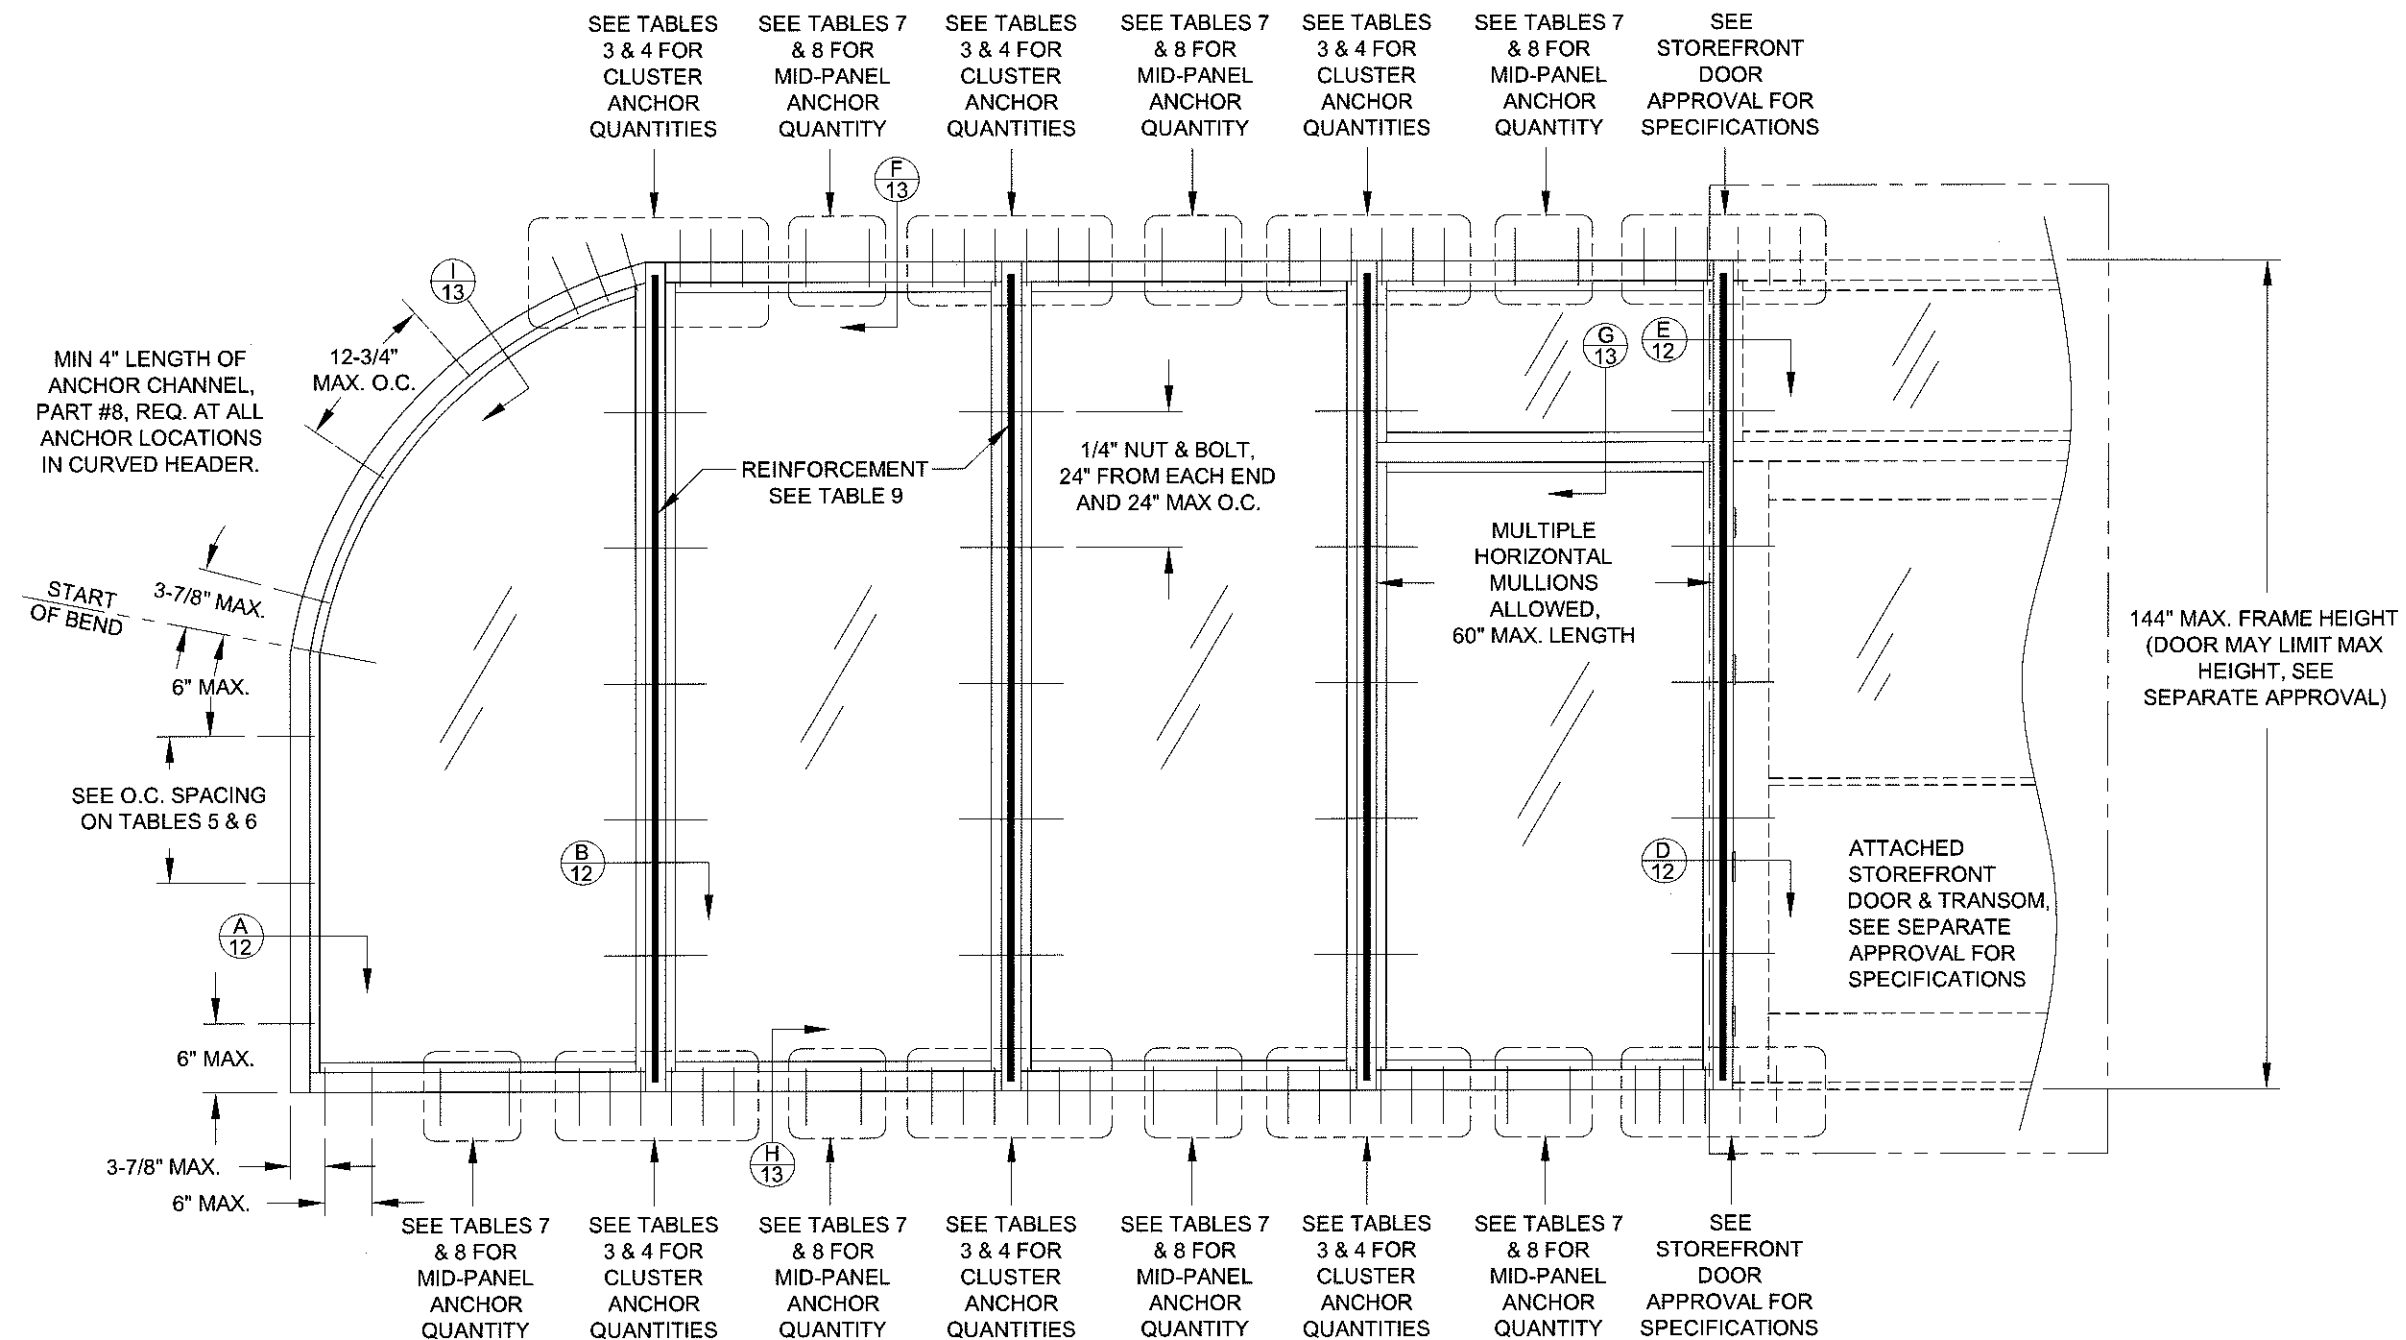 SEE TABLES
3 & 4 FOR
CLUSTER
ANCHOR
QUANTITIES
SEE TABLES 7
& 8 FOR
MID-PANEL
ANCHOR
QUANTITY
SEE TABLES
3 & 4 FOR
CLUSTER
ANCHOR
QUANTITIES
SEE TABLES 7
& 8 FOR
MID-PANEL
ANCHOR
QUANTITY
SEE TABLES
3 & 4 FOR
CLUSTER
ANCHOR
QUANTITIES
SEE TABLES 7
& 8 FOR
MID-PANEL
ANCHOR
QUANTITY
SEE
STOREFRONT
DOOR
APPROVAL FOR
SPECIFICATIONS
F
13
I
13
G
13
E
12
MIN 4" LENGTH OF
ANCHOR CHANNEL,
PART #8, REQ. AT ALL
ANCHOR LOCATIONS
IN CURVED HEADER.
12-3/4"
MAX. O.C.
REINFORCEMENT
SEE TABLE 9
1/4" NUT & BOLT,
24" FROM EACH END
AND 24" MAX O.C.
MULTIPLE
HORIZONTAL
MULLIONS
ALLOWED,
60" MAX. LENGTH
START
OF BEND
3-7/8" MAX.
6" MAX.
144" MAX. FRAME HEIGHT
(DOOR MAY LIMIT MAX
HEIGHT, SEE
SEPARATE APPROVAL)
SEE O.C. SPACING
ON TABLES 5 & 6
B
12
D
12
A
12
ATTACHED
STOREFRONT
DOOR & TRANSOM,
SEE SEPARATE
APPROVAL FOR
SPECIFICATIONS
6" MAX.
H
13
3-7/8" MAX.
6" MAX.
SEE TABLES 7
& 8 FOR
MID-PANEL
ANCHOR
QUANTITY
SEE TABLES
3 & 4 FOR
CLUSTER
ANCHOR
QUANTITIES
SEE TABLES 7
& 8 FOR
MID-PANEL
ANCHOR
QUANTITY
SEE TABLES
3 & 4 FOR
CLUSTER
ANCHOR
QUANTITIES
SEE TABLES 7
& 8 FOR
MID-PANEL
ANCHOR
QUANTITY
SEE TABLES
3 & 4 FOR
CLUSTER
ANCHOR
QUANTITIES
SEE TABLES 7
& 8 FOR
MID-PANEL
ANCHOR
QUANTITY
SEE
STOREFRONT
DOOR
APPROVAL FOR
SPECIFICATIONS